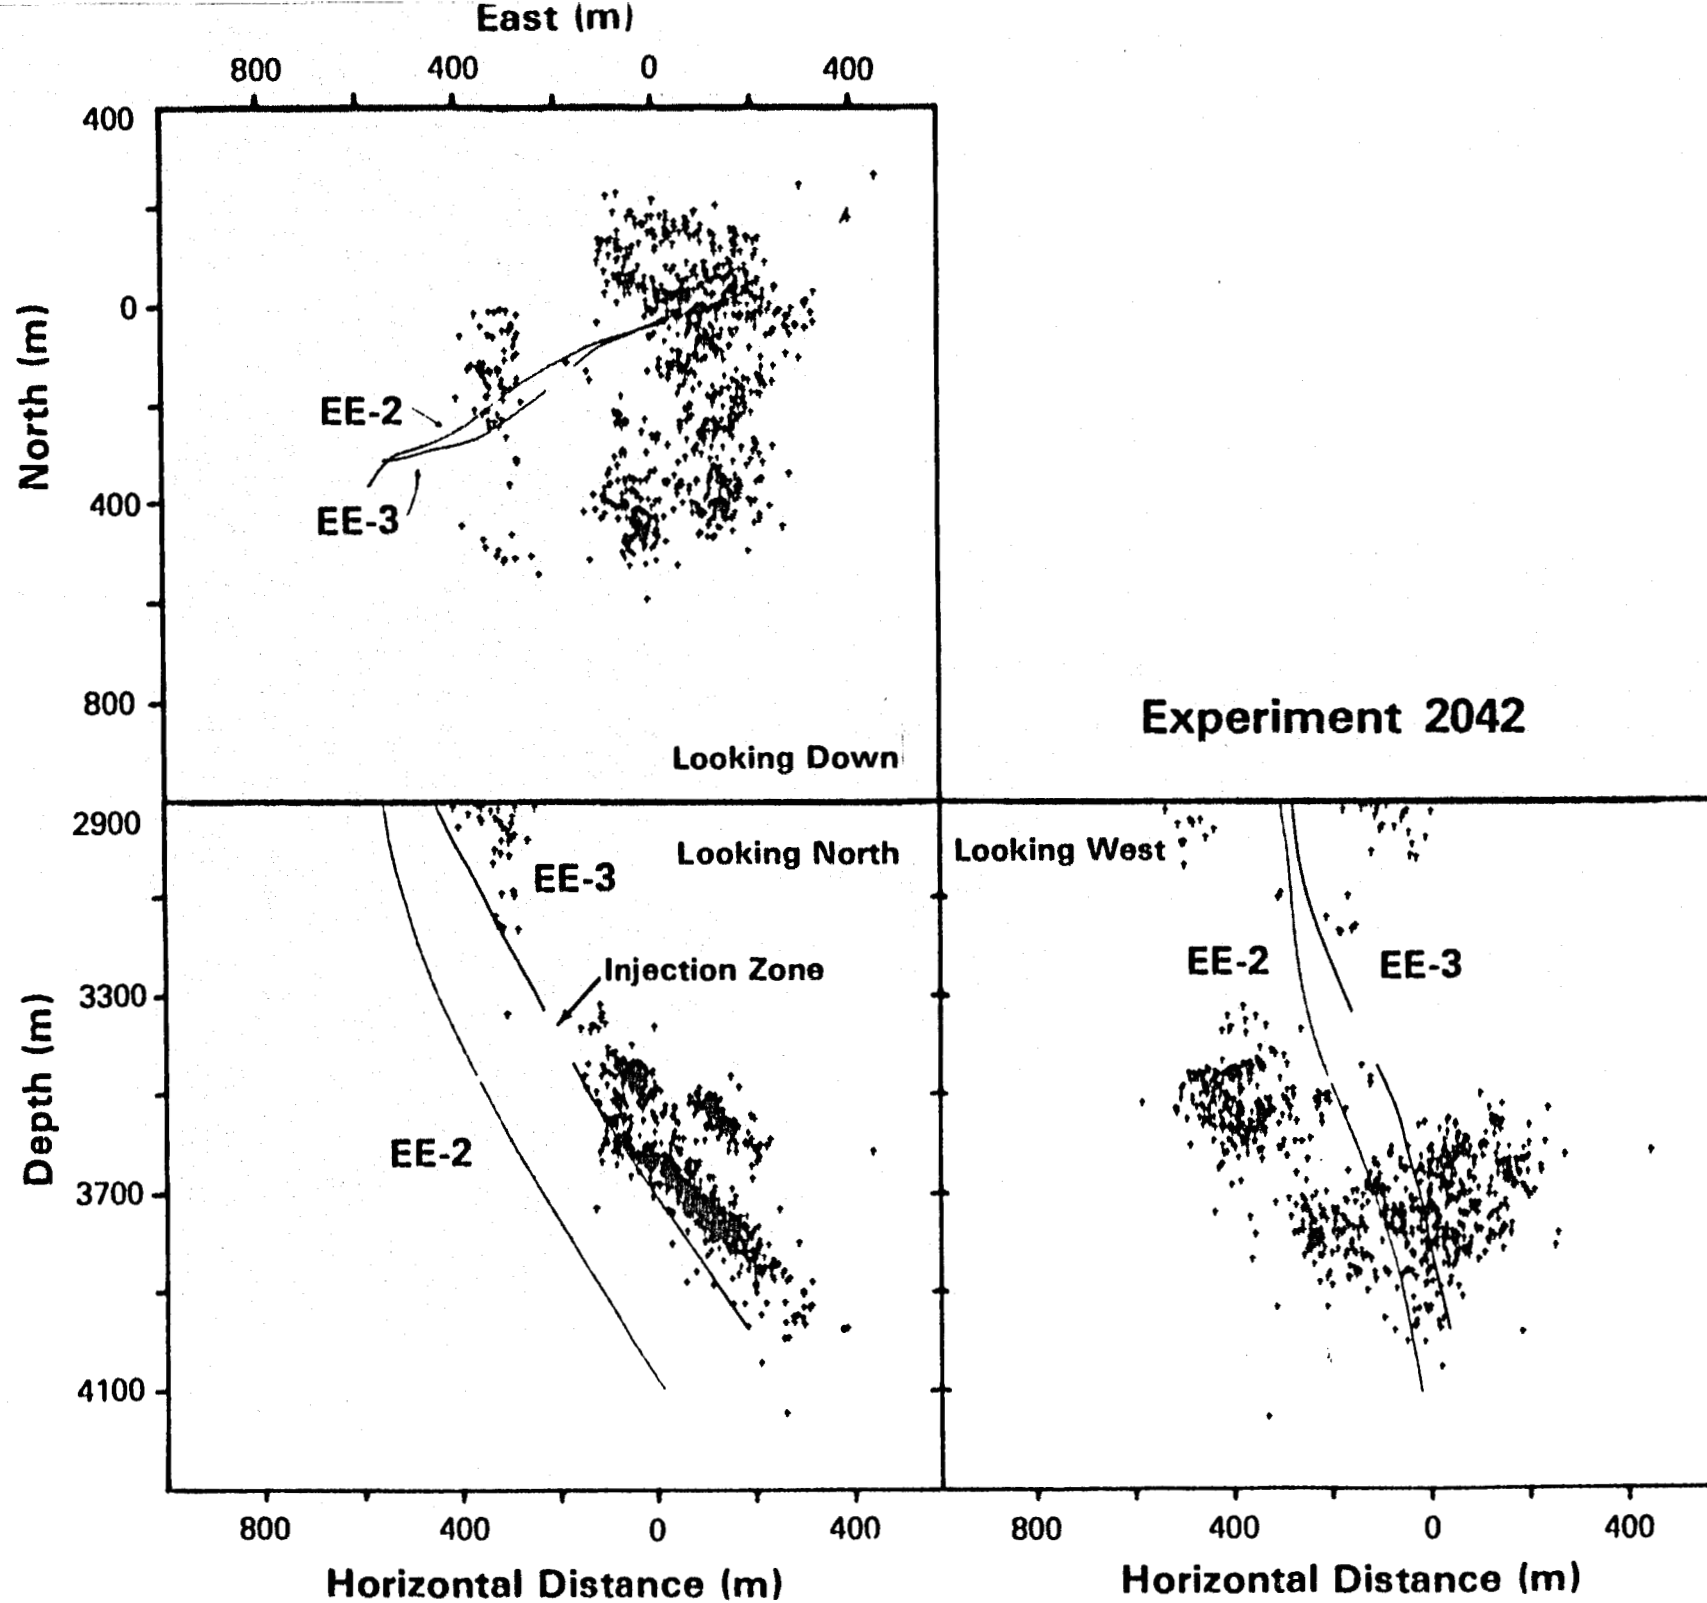 East (m)
800 400 0 400
400
0
400
800
North (m)
EE-2
EE-3
Looking Down
Experiment 2042
2900
3300
3700
4100
Depth (m)
Looking North
EE-3
Injection Zone
EE-2
Looking West
EE-2
EE-3
800 400 0 400
800 400 0 400
Horizontal Distance (m)
Horizontal Distance (m)